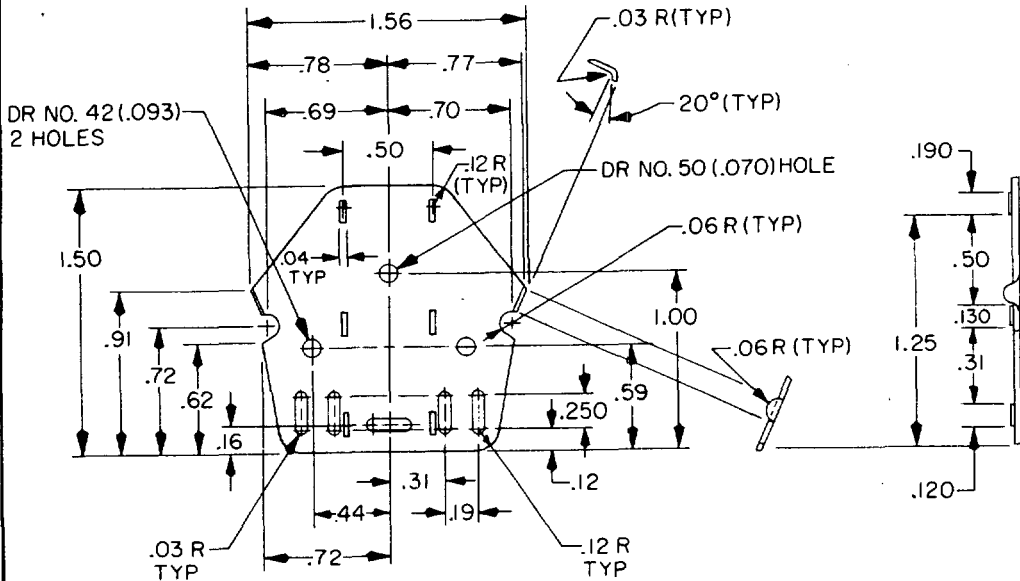 1.56
.03 R(TYP)
.78
.77
20°(TYP)
DR NO. 42(.093)
2 HOLES
.69
.70
.50
.12 R
(TYP)
DR NO. 50 (.070) HOLE
.190
.06 R (TYP)
1.50
.04
TYP
.50
1.00
.91
.130
.72
1.25
.06 R (TYP)
.31
.62
.59
.250
.16
.12
.31
.120
.44
.19
.03 R
TYP
.72
.12 R
TYP